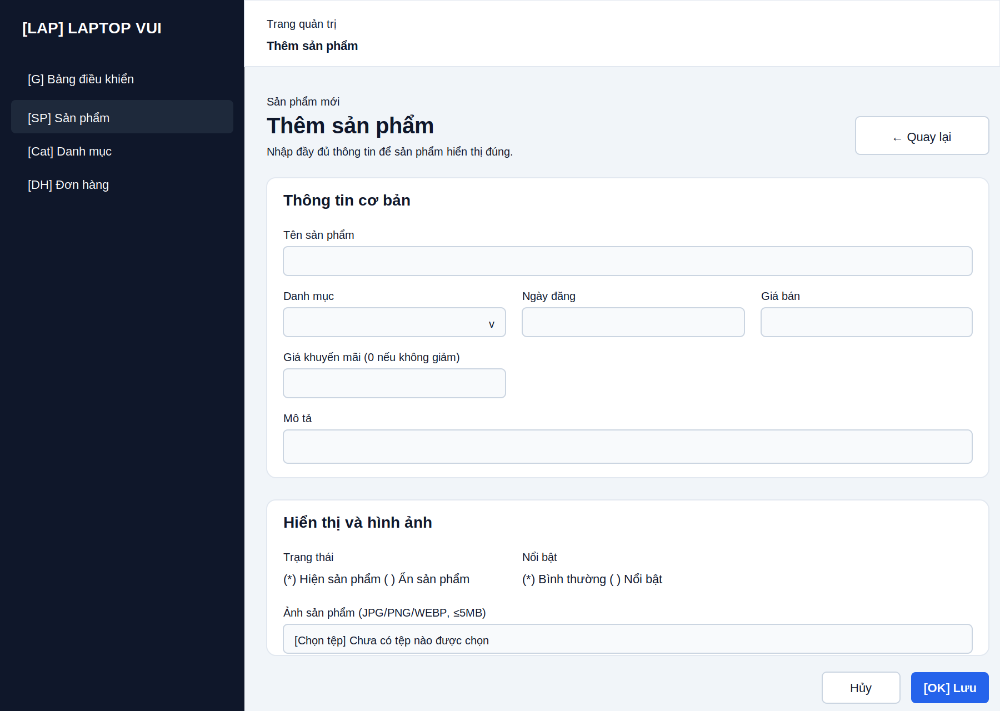 [LAP] LAPTOP VUI
[G] Bảng điều khiển
[SP] Sản phẩm
[Cat] Danh mục
[DH] Đơn hàng
Trang quản trị
Thêm sản phẩm
Sản phẩm mới
Thêm sản phẩm
Nhập đầy đủ thông tin để sản phẩm hiển thị đúng.
← Quay lại
Thông tin cơ bản
Tên sản phẩm
Danh mục
v
Ngày đăng
Giá bán
Giá khuyến mãi (0 nếu không giảm)
Mô tả
Hiển thị và hình ảnh
Trạng thái
(*) Hiện sản phẩm ( ) Ẩn sản phẩm
Nổi bật
(*) Bình thường ( ) Nổi bật
Ảnh sản phẩm (JPG/PNG/WEBP, ≤5MB)
[Chọn tệp] Chưa có tệp nào được chọn
Hủy
[OK] Lưu